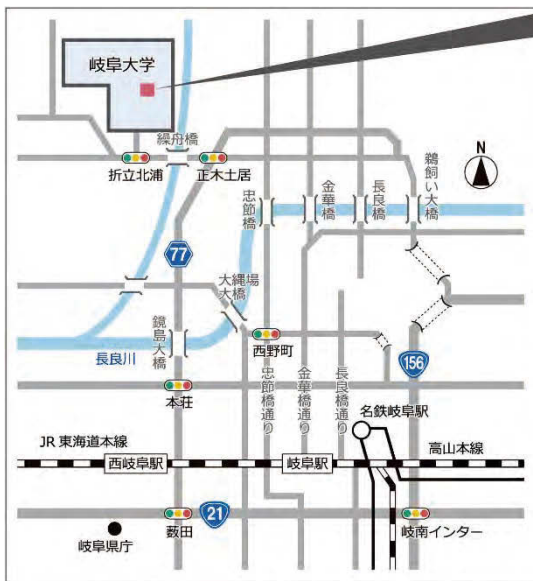 岐阜大学
繰舟橋
折立北浦
正木土居
忠節橋
金華橋
長良橋
鵜飼い大橋
N
77
大縄場
大橋
鏡島大橋
長良川
西野町
忠節橋通り
金華橋通り
長良橋通り
156
本荘
名鉄岐阜駅
JR東海道本線
高山本線
西岐阜駅
岐阜駅
21
岐阜県庁
薮田
岐南インター